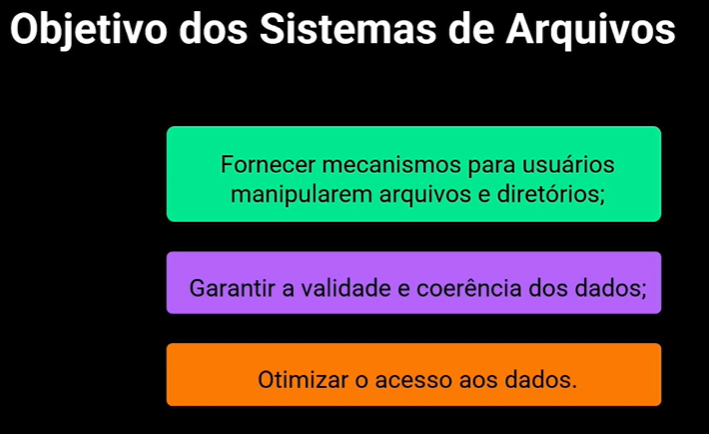 Objetivo dos Sistemas de Arquivos
Fornecer mecanismos para usuários
manipularem arquivos e diretórios;
Garantir a validade e coerência dos dados;
Otimizar o acesso aos dados.